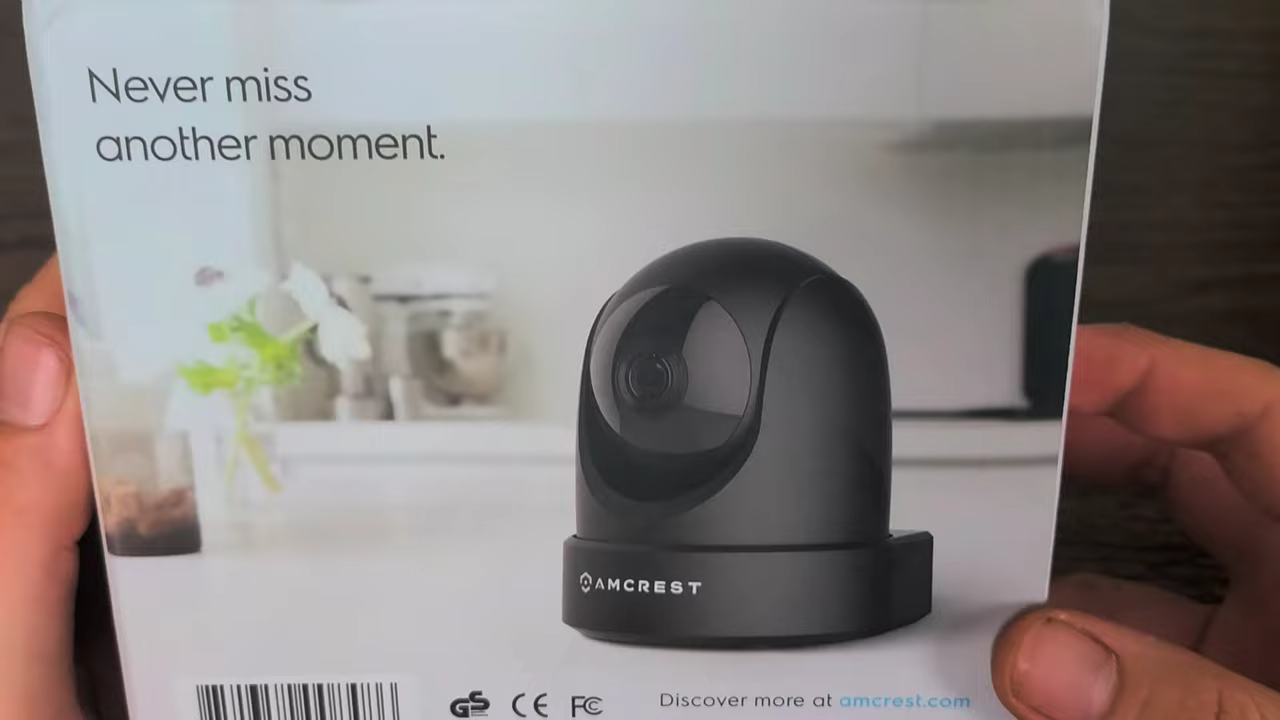 Never miss
another moment.
AMCREST
GS CE FC
Discover more at amcrest.com